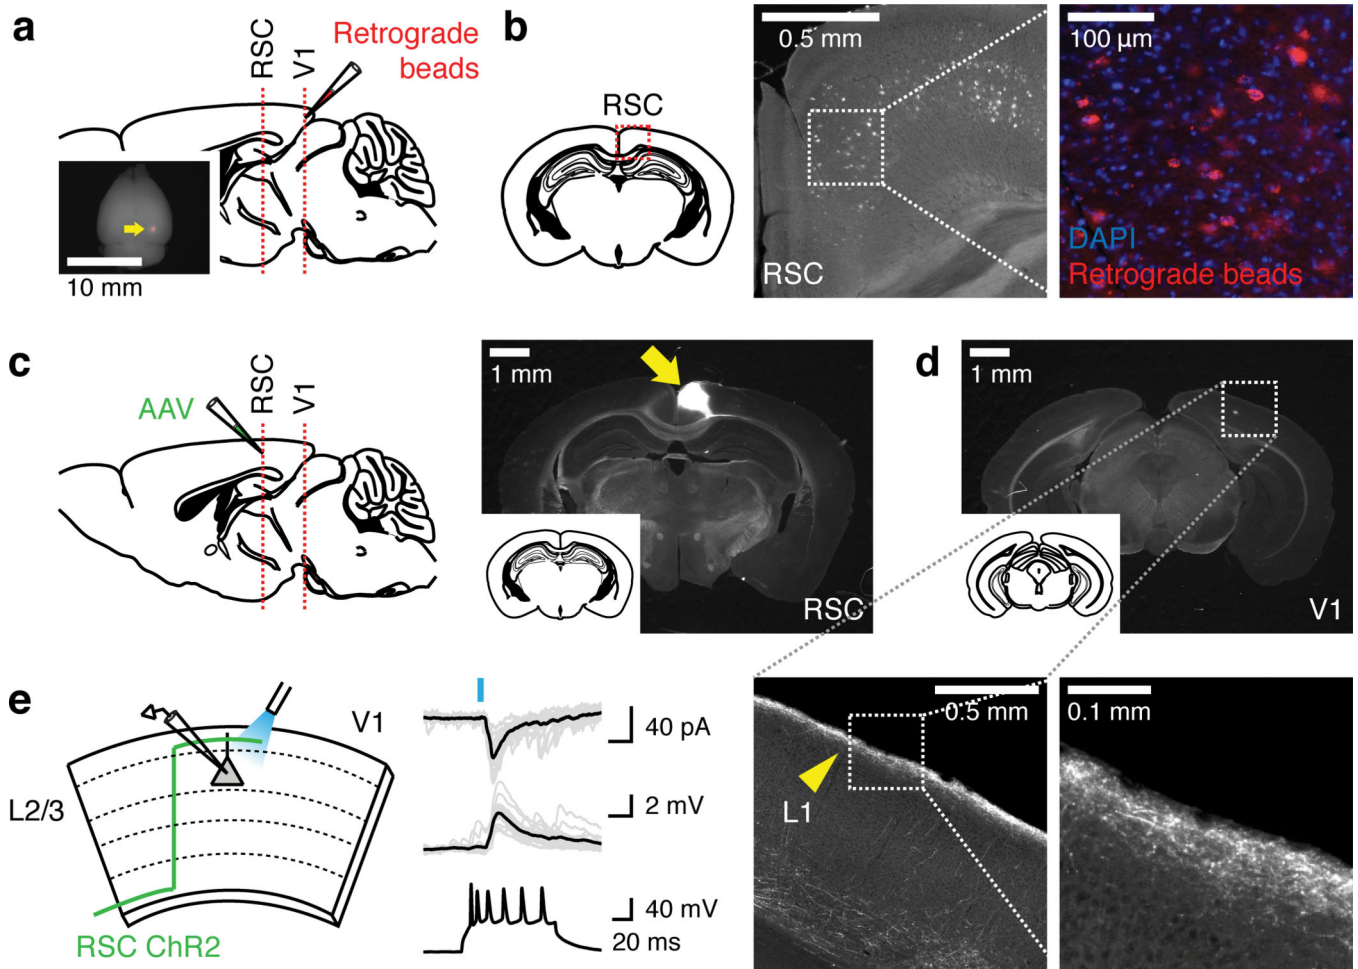 a
RSC
V1
Retrograde
beads
10 mm
b
RSC
0.5 mm
RSC
100 µm
DAPI
Retrograde beads
c
AAV
RSC
V1
1 mm
RSC
d
1 mm
V1
0.5 mm
L1
0.1 mm
e
V1
L2/3
RSC ChR2
40 pA
2 mV
40 mV
20 ms